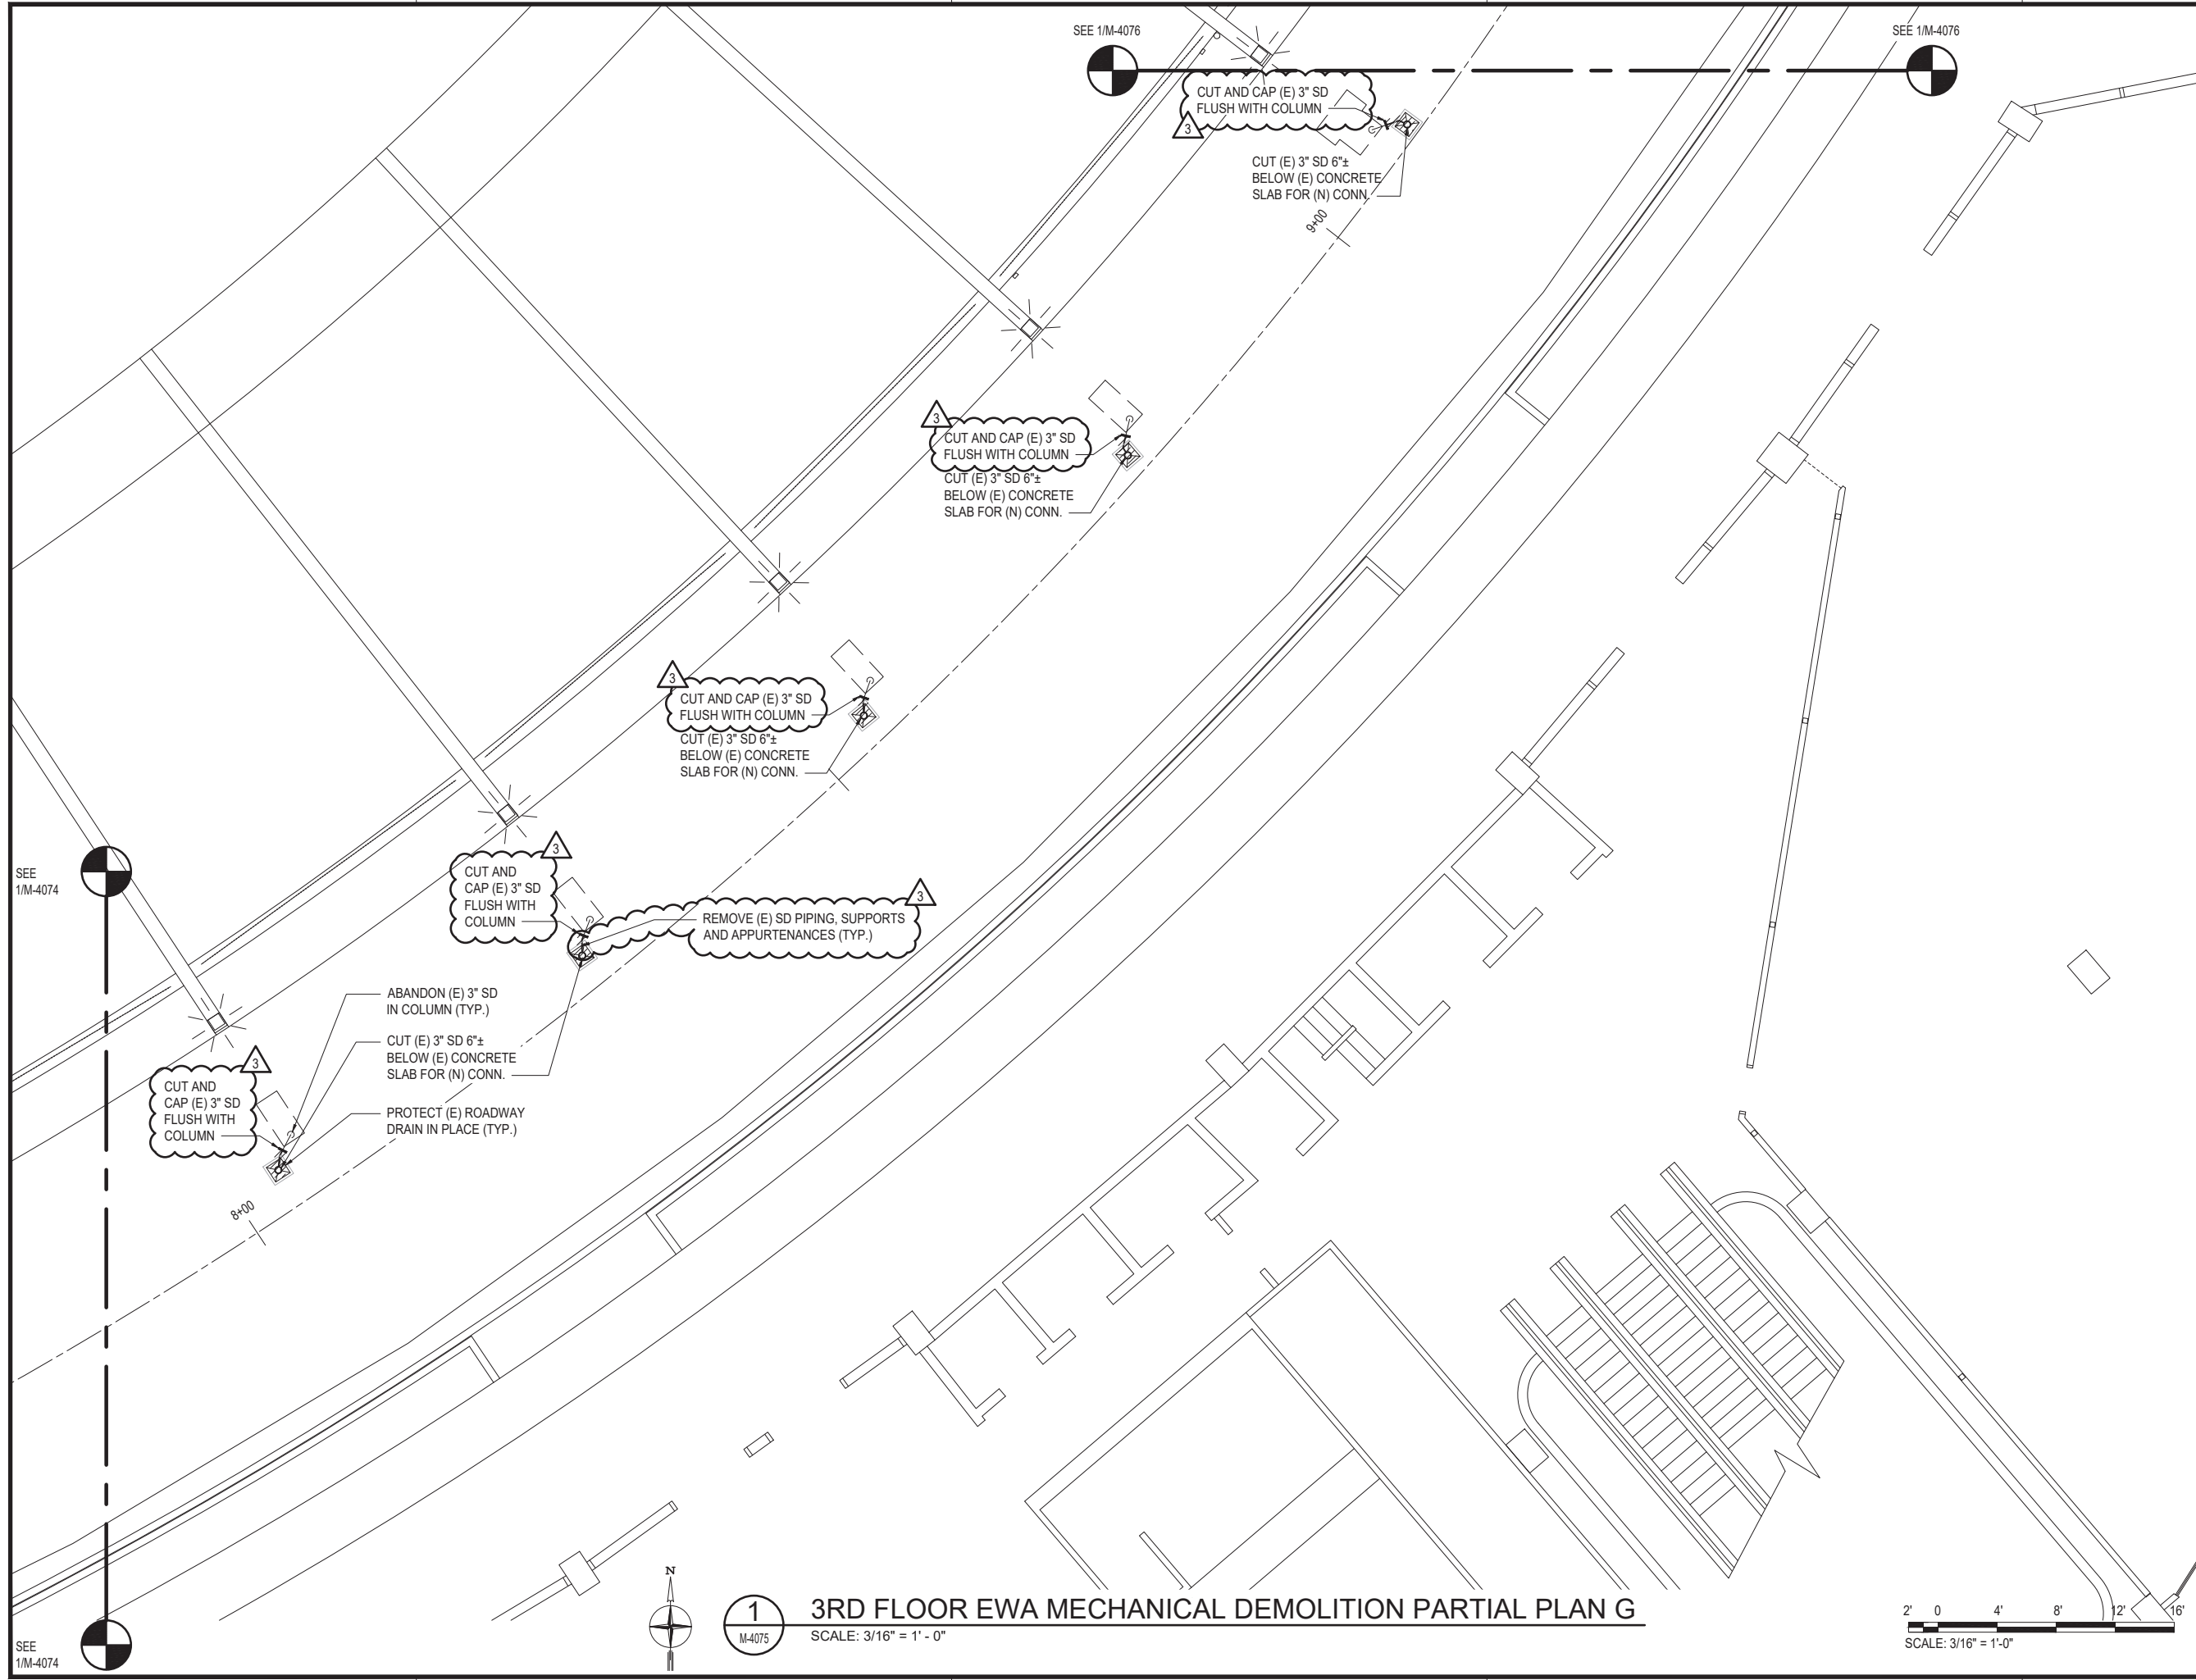 SEE 1/M-4076
SEE 1/M-4076
CUT AND CAP (E) 3" SD
FLUSH WITH COLUMN
3
CUT (E) 3" SD 6"±
BELOW (E) CONCRETE
SLAB FOR (N) CONN.
9+00
3
CUT AND CAP (E) 3" SD
FLUSH WITH COLUMN
CUT (E) 3" SD 6"±
BELOW (E) CONCRETE
SLAB FOR (N) CONN.
3
CUT AND CAP (E) 3" SD
FLUSH WITH COLUMN
CUT (E) 3" SD 6"±
BELOW (E) CONCRETE
SLAB FOR (N) CONN.
3
CUT AND
CAP (E) 3" SD
FLUSH WITH
COLUMN
3
REMOVE (E) SD PIPING, SUPPORTS
AND APPURTENANCES (TYP.)
SEE
1/M-4074
ABANDON (E) 3" SD
IN COLUMN (TYP.)
CUT (E) 3" SD 6"±
BELOW (E) CONCRETE
SLAB FOR (N) CONN.
3
CUT AND
CAP (E) 3" SD
FLUSH WITH
COLUMN
PROTECT (E) ROADWAY
DRAIN IN PLACE (TYP.)
8+00
SEE
1/M-4074
N
1
M-4075
3RD FLOOR EWA MECHANICAL DEMOLITION PARTIAL PLAN G
SCALE: 3/16" = 1' - 0"
2' 0 4' 8' 12' 16'
SCALE: 3/16" = 1'-0"